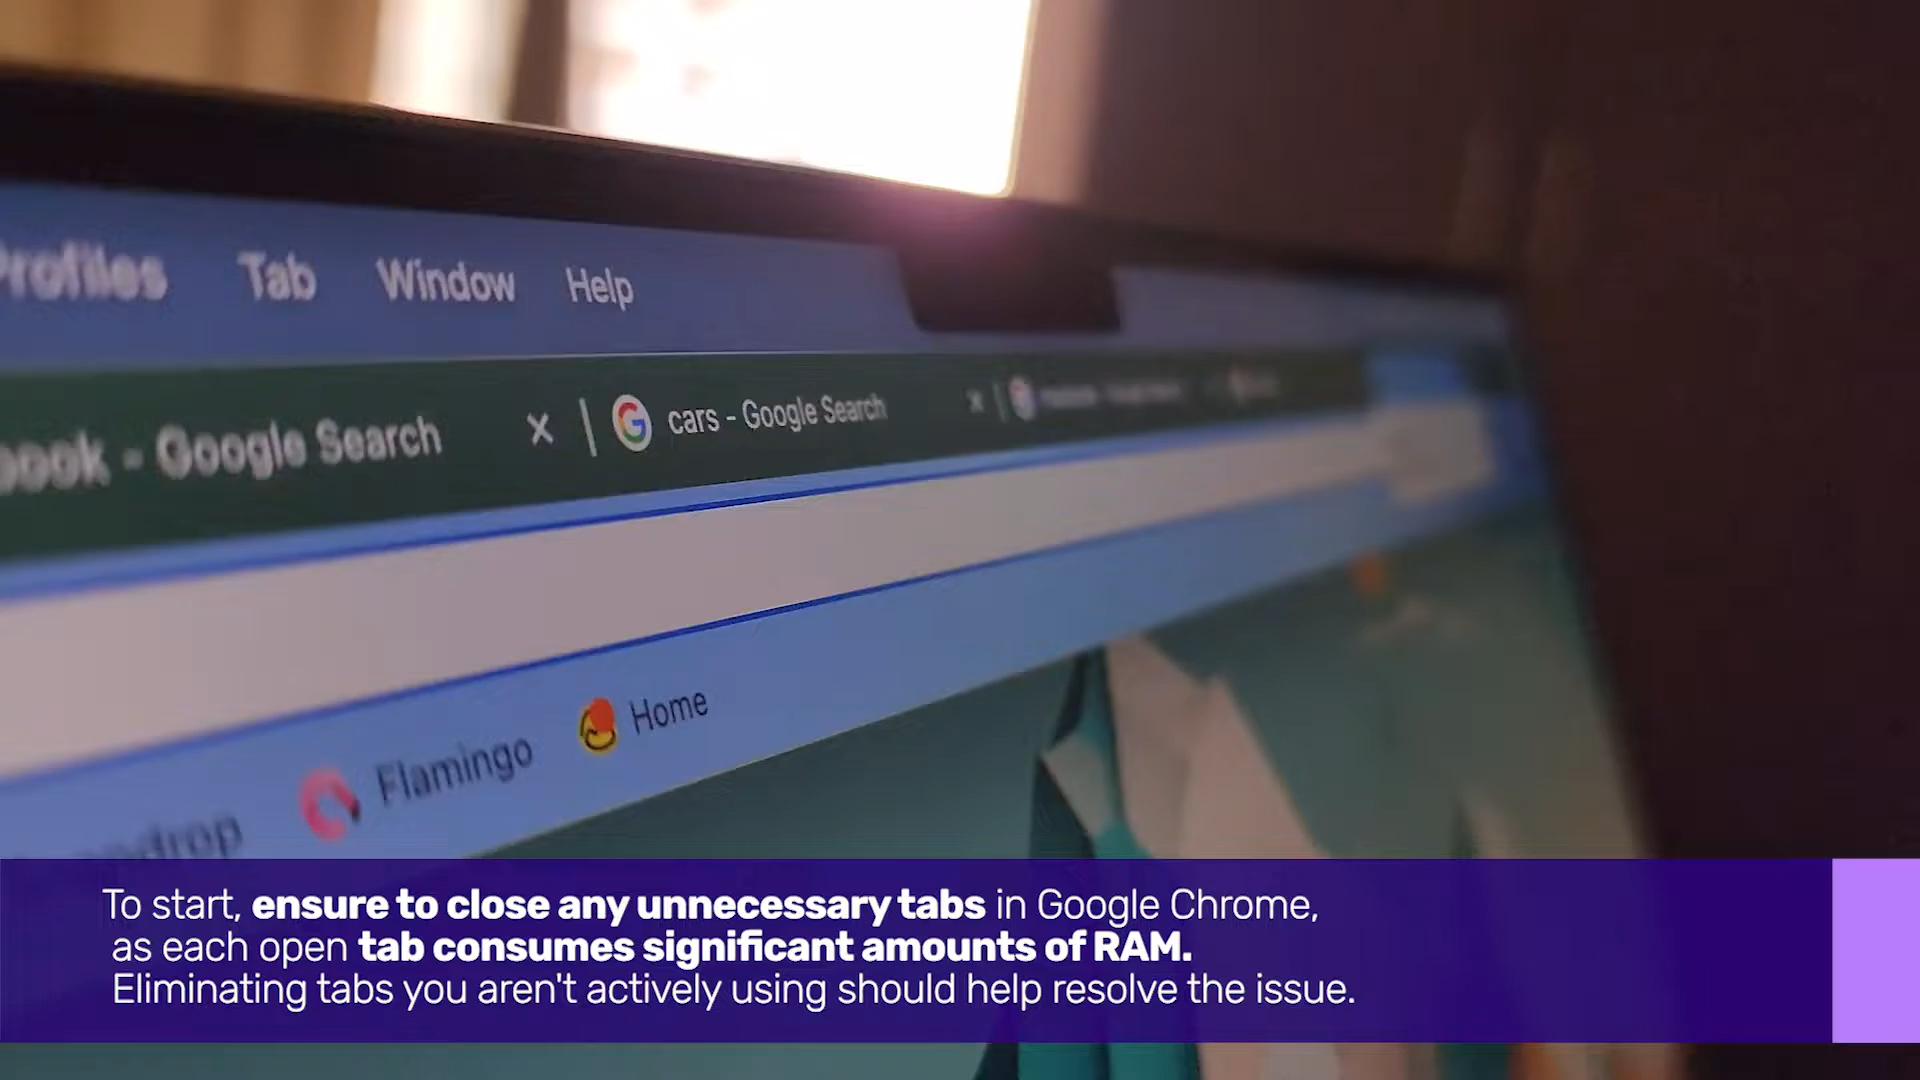 Profiles Tab Window Help
book - Google Search × cars - Google Search ×
Flamingo Home
To start, ensure to close any unnecessary tabs in Google Chrome,
as each open tab consumes significant amounts of RAM.
Eliminating tabs you aren't actively using should help resolve the issue.